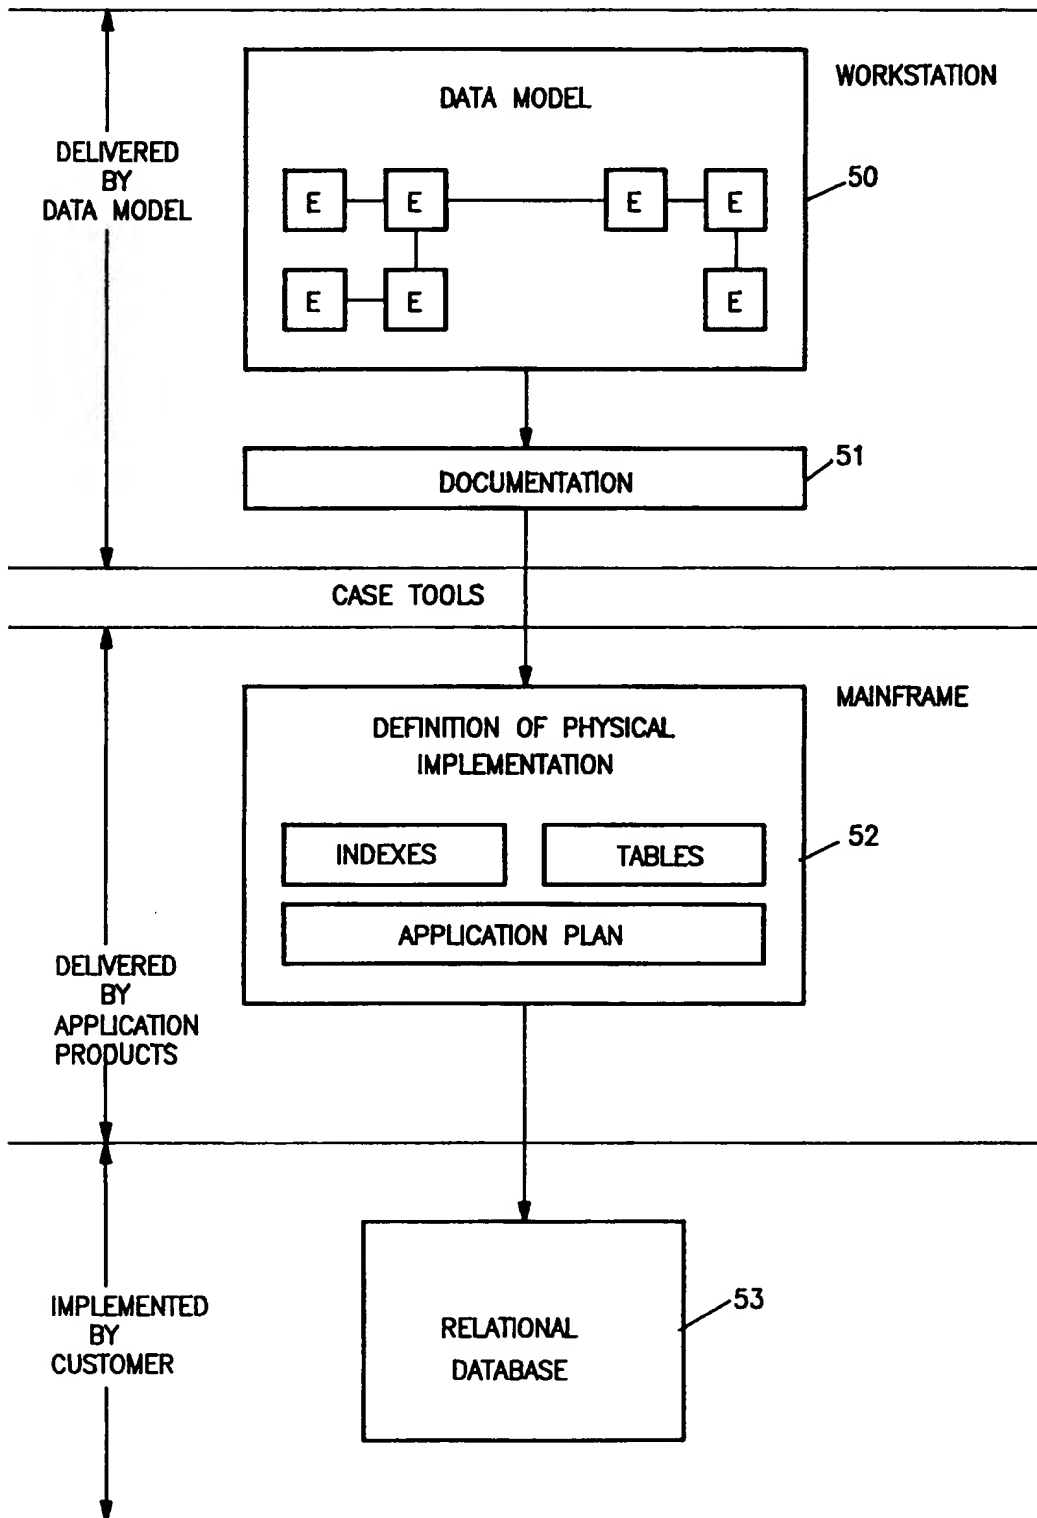 WORKSTATION
DATA MODEL
DELIVERED
BY
DATA MODEL
50
E E E E
E E E
51
DOCUMENTATION
CASE TOOLS
MAINFRAME
DEFINITION OF PHYSICAL
IMPLEMENTATION
52
INDEXES TABLES
APPLICATION PLAN
DELIVERED
BY
APPLICATION
PRODUCTS
53
IMPLEMENTED
BY
CUSTOMER
RELATIONAL
DATABASE